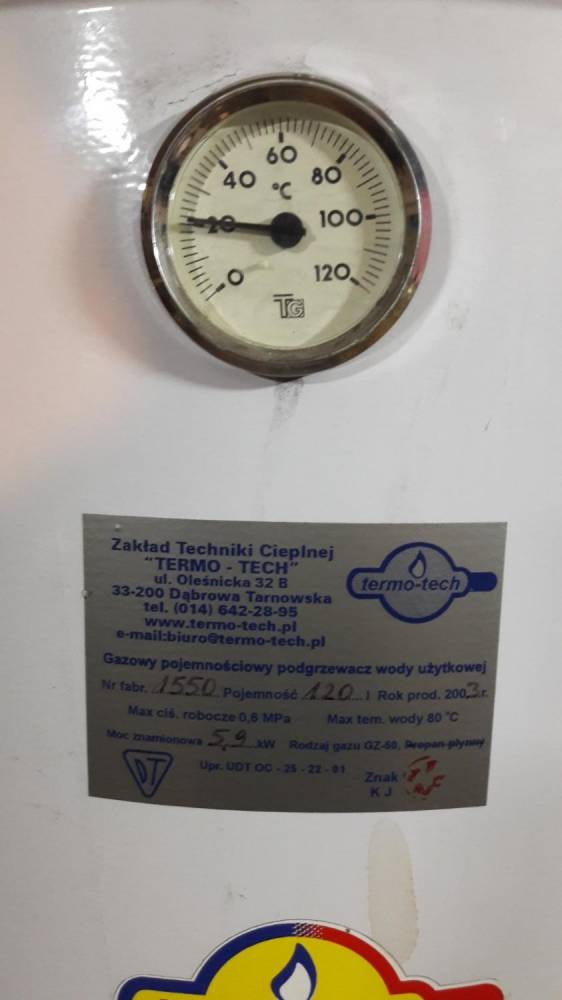 60
40
80
°C
20
100
0
120
TG
Zakład Techniki Cieplnej
"TERMO - TECH"
ul. Oleśnicka 32 B
33-200 Dąbrowa Tarnowska
tel. (014) 642-28-95
www.termo-tech.pl
e-mail:biuro@termo-tech.pl
termo-tech
Gazowy pojemnościowy podgrzewacz wody użytkowej
Nr fabr. 1550 Pojemność 120 l Rok prod. 2003 r.
Max ciś. robocze 0,6 MPa Max tem. wody 80 °C
Moc znamionowa 5,9 kW Rodzaj gazu GZ-50, Propan-płynny
DT
Upr. UDT OC - 25 - 22 - 01
Znak
K J